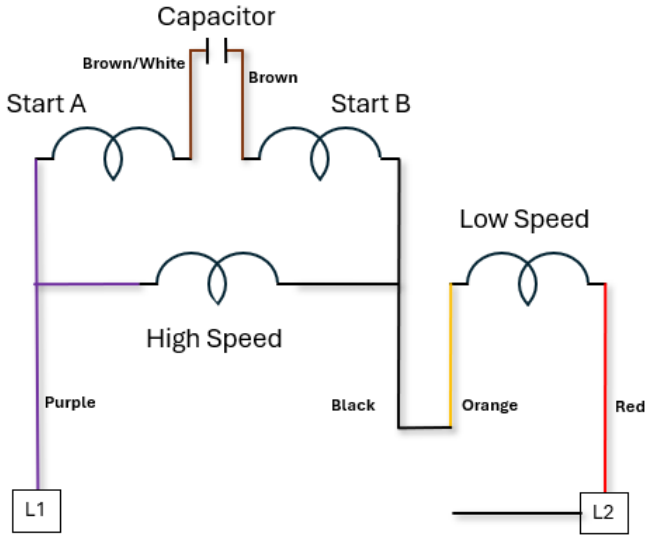 Capacitor
Brown/White
Brown
Start A
Start B
Low Speed
High Speed
Purple
Black
Orange
Red
L1
L2